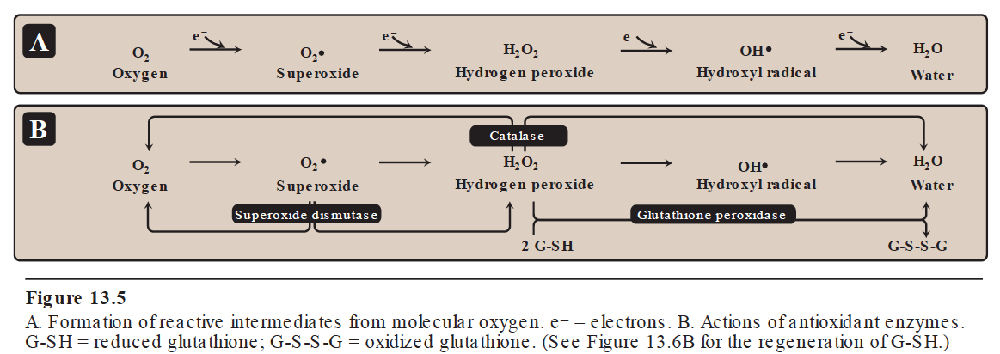 A
e− e− e− e−
O₂ O₂•̄ H₂O₂ OH• H₂O
Oxygen Superoxide Hydrogen peroxide Hydroxyl radical Water
B
Catalase
O₂ O₂⁻• H₂O₂ OH• H₂O
Oxygen Superoxide Hydrogen peroxide Hydroxyl radical Water
Superoxide dismutase Glutathione peroxidase
2 G-SH G-S-S-G
Figure 13.5
A. Formation of reactive intermediates from molecular oxygen. e− = electrons. B. Actions of antioxidant enzymes.
G-SH = reduced glutathione; G-S-S-G = oxidized glutathione. (See Figure 13.6B for the regeneration of G-SH.)